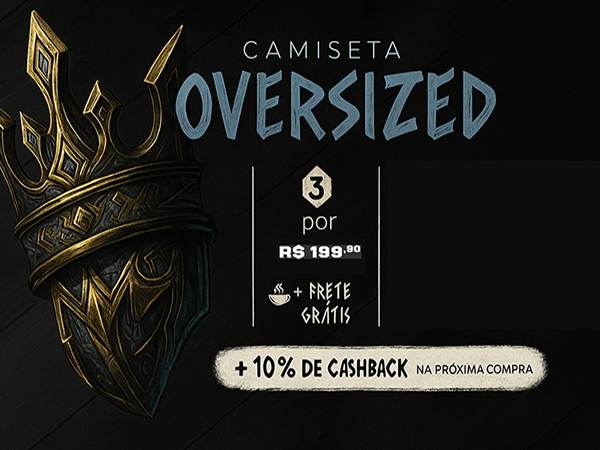 CAMISETA
OVERSIZED
3
por
R$ 199,90
+ FRETE
GRÁTIS
+ 10% DE CASHBACK NA PRÓXIMA COMPRA